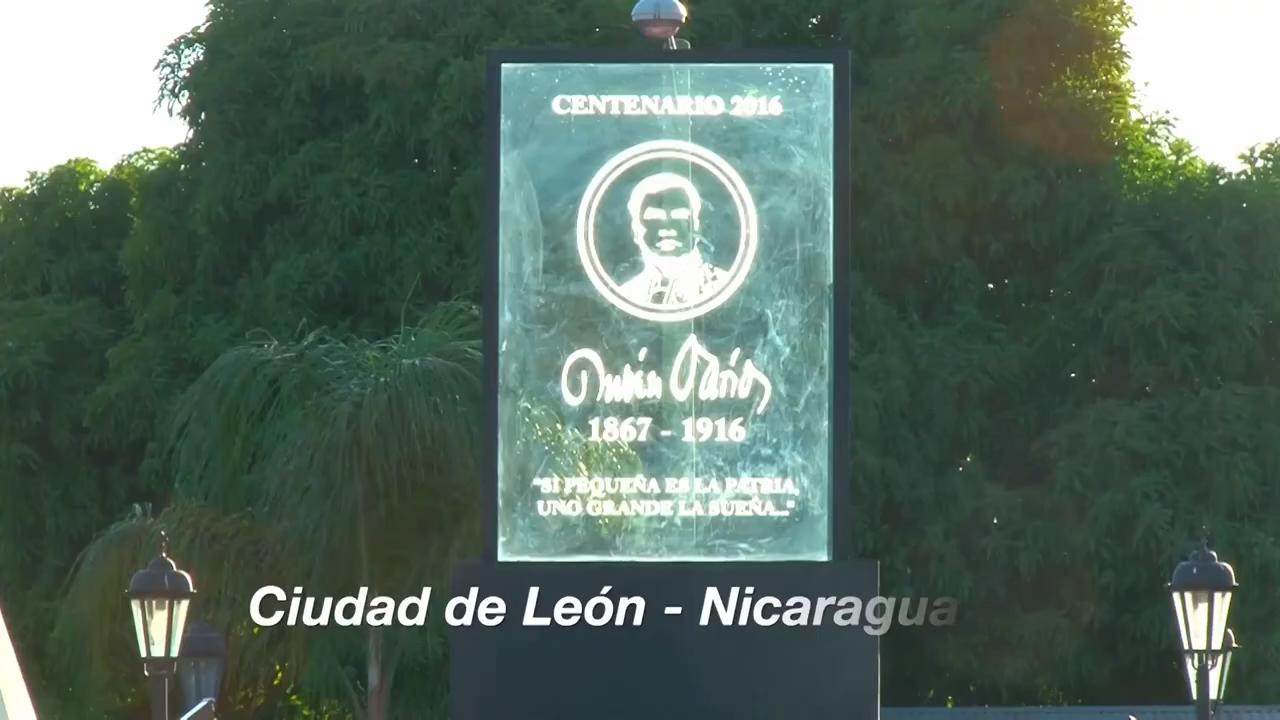 CENTENARIO 2016
Rubén Darío
1867 - 1916
"SI PEQUEÑA ES LA PATRIA,
UNO GRANDE LA SUEÑA..."
Ciudad de León - Nicaragua